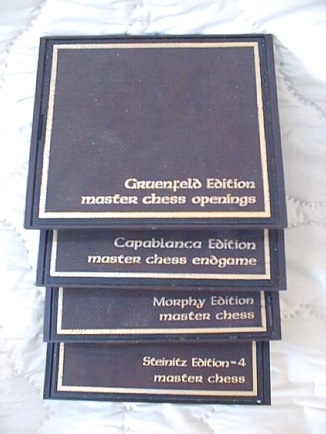 Gruenfeld Edition
master chess openings
Capablanca Edition
master chess endgame
Morphy Edition
master chess
Steinitz Edition-4
master chess